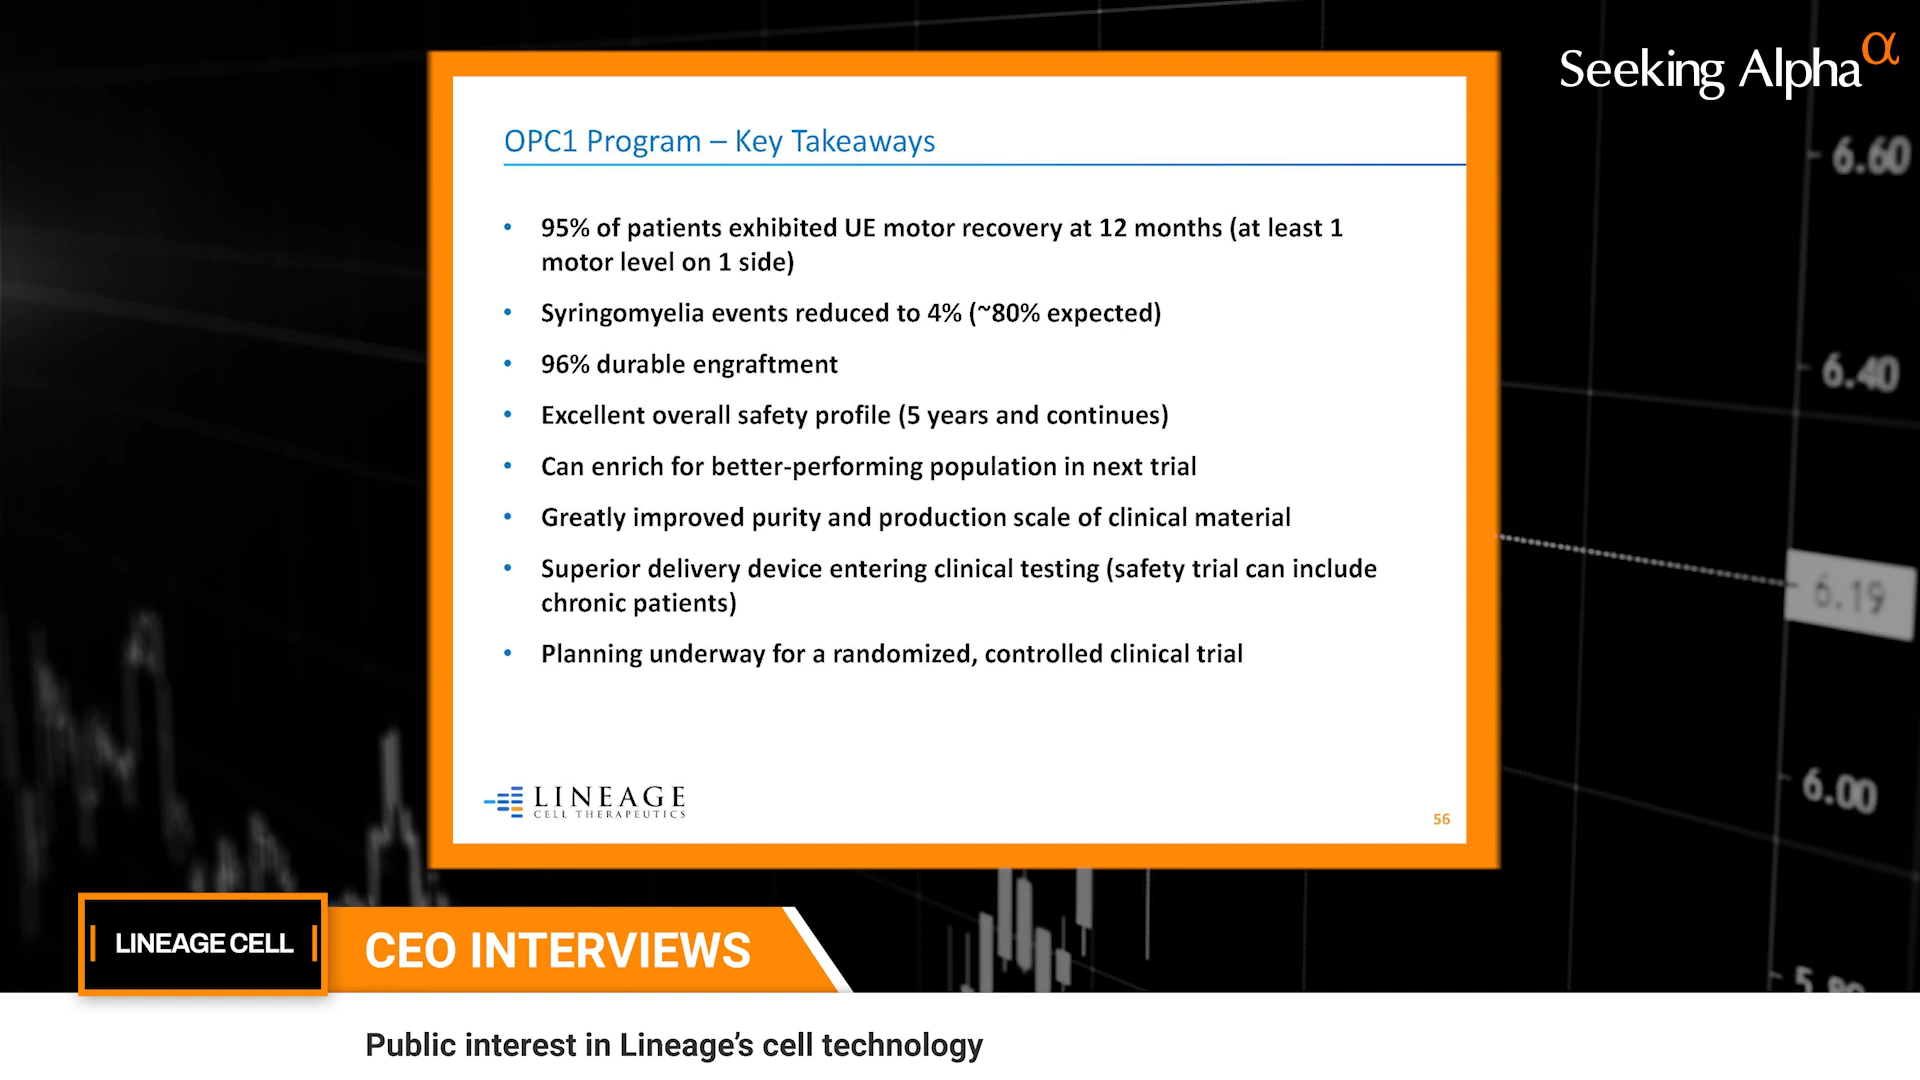 Seeking Alpha α
OPC1 Program – Key Takeaways
• 95% of patients exhibited UE motor recovery at 12 months (at least 1
motor level on 1 side)
• Syringomyelia events reduced to 4% (~80% expected)
• 96% durable engraftment
• Excellent overall safety profile (5 years and continues)
• Can enrich for better-performing population in next trial
• Greatly improved purity and production scale of clinical material
• Superior delivery device entering clinical testing (safety trial can include
chronic patients)
• Planning underway for a randomized, controlled clinical trial
LINEAGE
CELL THERAPEUTICS
56
6.60
6.40
6.19
6.00
LINEAGE CELL
CEO INTERVIEWS
Public interest in Lineage’s cell technology